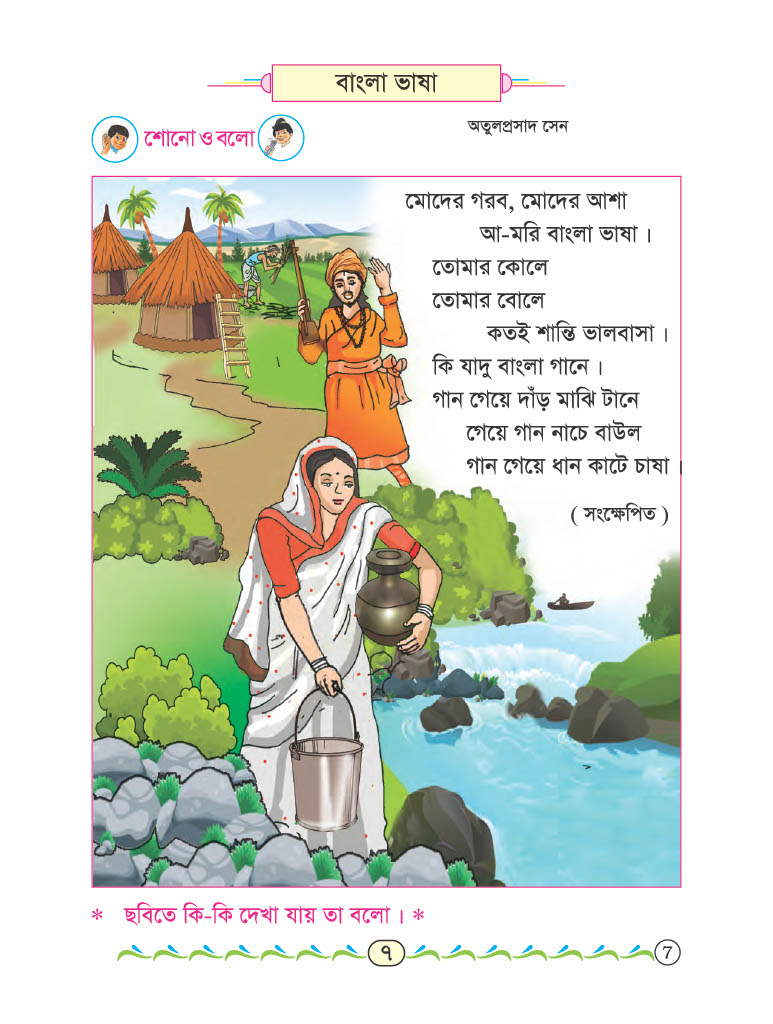 বাংলা ভাষা
শোনো ও বলো
অতুলপ্রসাদ সেন
মোদের গরব, মোদের আশা
আ-মরি বাংলা ভাষা ।
তোমার কোলে
তোমার বোলে
কতই শান্তি ভালবাসা ।
কি যাদু বাংলা গানে ।
গান গেয়ে দাঁড় মাঝি টানে
গেয়ে গান নাচে বাউল
গান গেয়ে ধান কাটে চাষা ।
( সংক্ষেপিত )
* ছবিতে কি-কি দেখা যায় তা বলো । *
৭
7